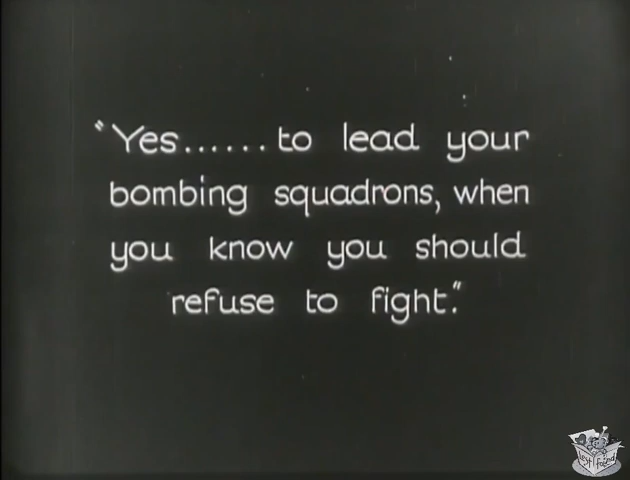 "Yes......to lead your
bombing squadrons, when
you know you should
refuse to fight."